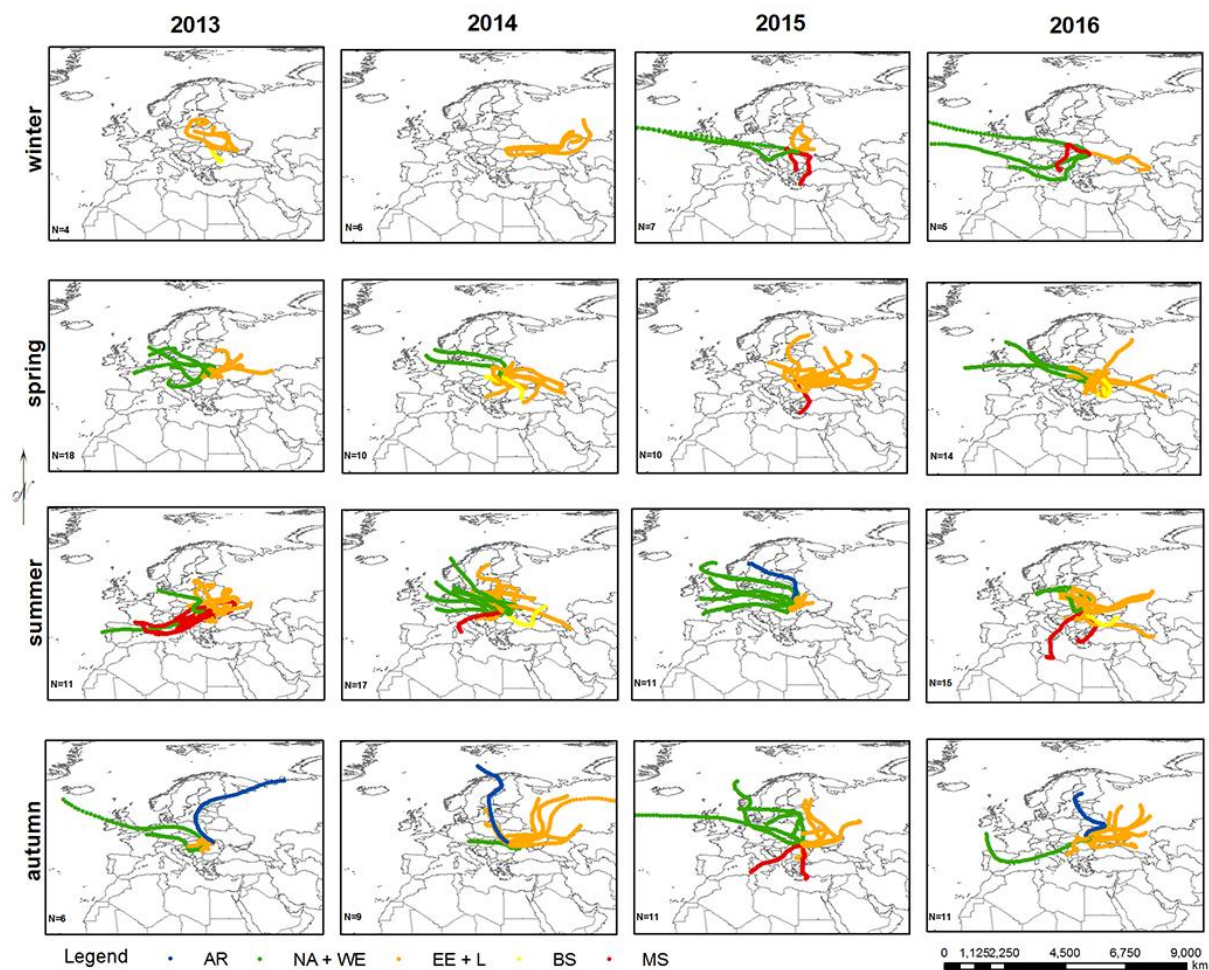 2013 2014 2015 2016
winter
N=4 N=6 N=7 N=5
spring
N=18 N=10 N=10 N=14
N
summer
N=11 N=17 N=11 N=15
autumn
N=6 N=9 N=11 N=11
Legend AR NA + WE EE + L BS MS
0 1,1252,250 4,500 6,750 9,000
km